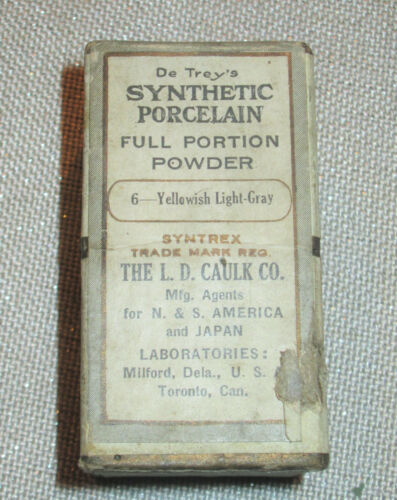 De Trey's
SYNTHETIC
PORCELAIN
FULL PORTION
POWDER
6—Yellowish Light-Gray
SYNTREX
TRADE MARK REG.
THE L. D. CAULK CO.
Mfg. Agents
for N. & S. AMERICA
and JAPAN
LABORATORIES:
Milford, Dela., U. S.
Toronto, Can.